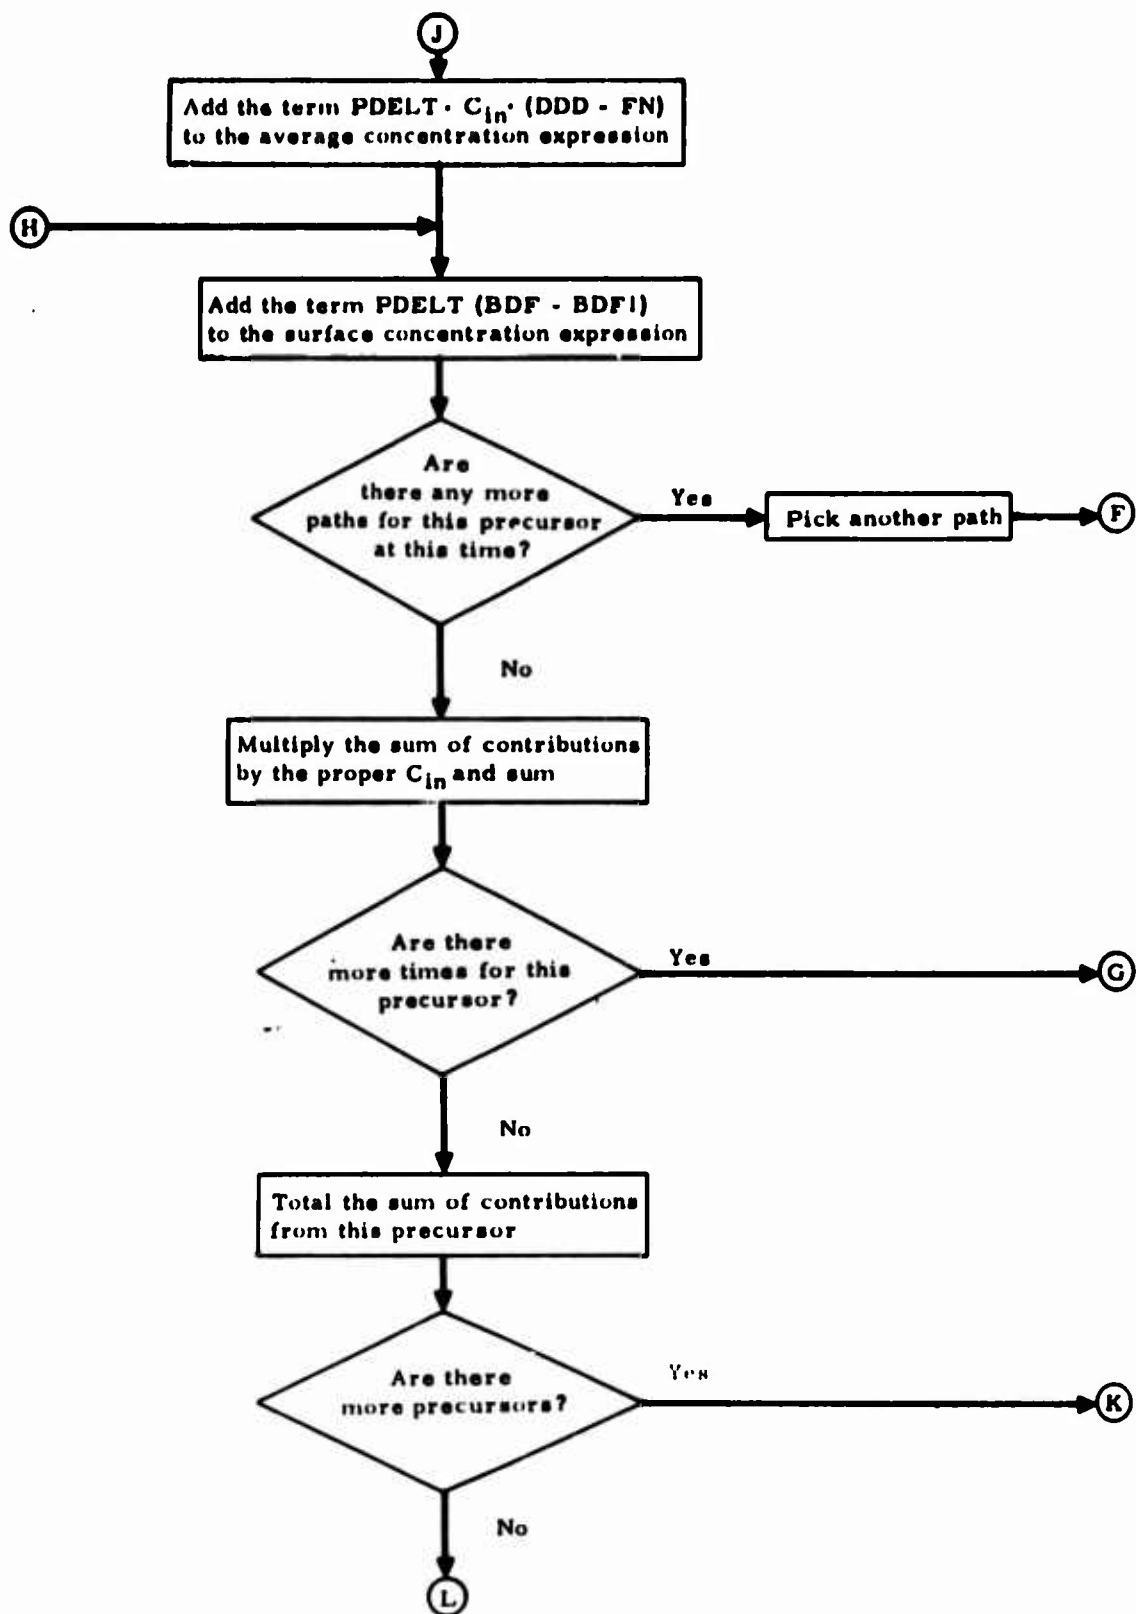 J
Add the term PDELT · C_in · (DDD - FN)
to the average concentration expression
H
Add the term PDELT (BDF - BDF1)
to the surface concentration expression
Are
there any more
paths for this precursor
at this time?
Yes
Pick another path
F
No
Multiply the sum of contributions
by the proper C_in and sum
Are there
more times for this
precursor?
Yes
G
No
Total the sum of contributions
from this precursor
Are there
more precursors?
Yes
K
No
L